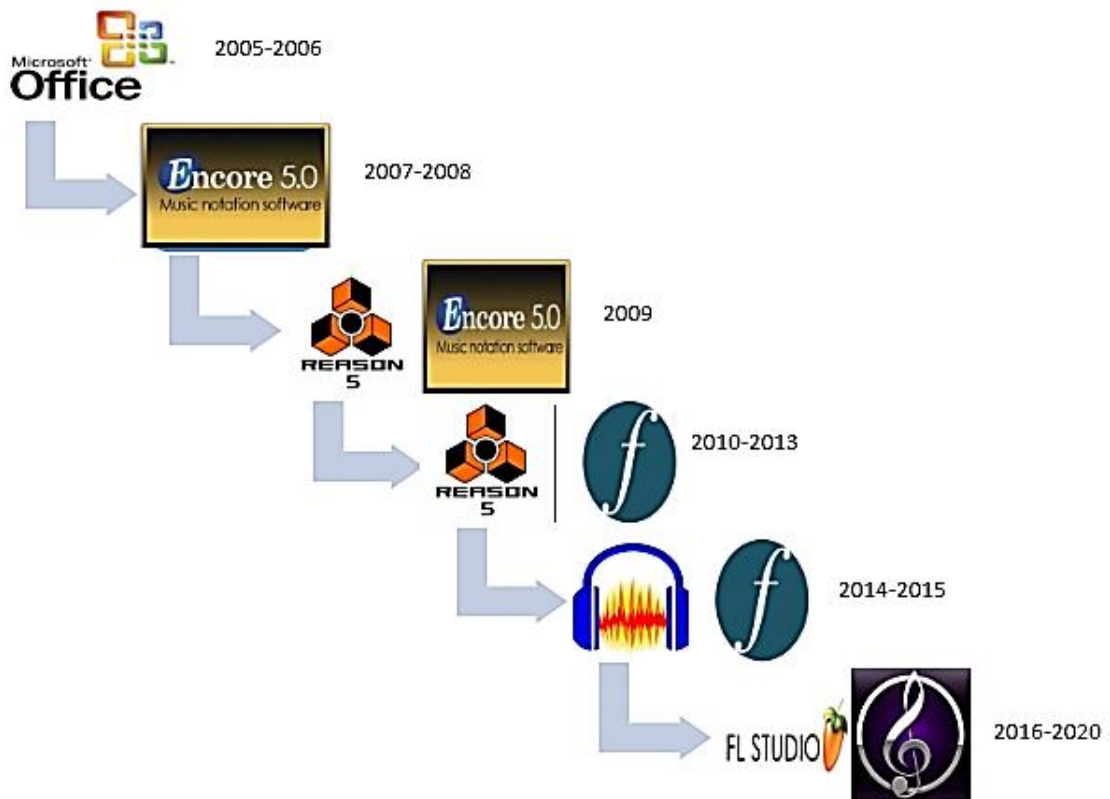 Microsoft®
Office
2005-2006
Encore 5.0
Music notation software
2007-2008
REASON
5
Encore 5.0
Music notation software
2009
REASON
5
f
2010-2013
f
2014-2015
FL STUDIO
2016-2020